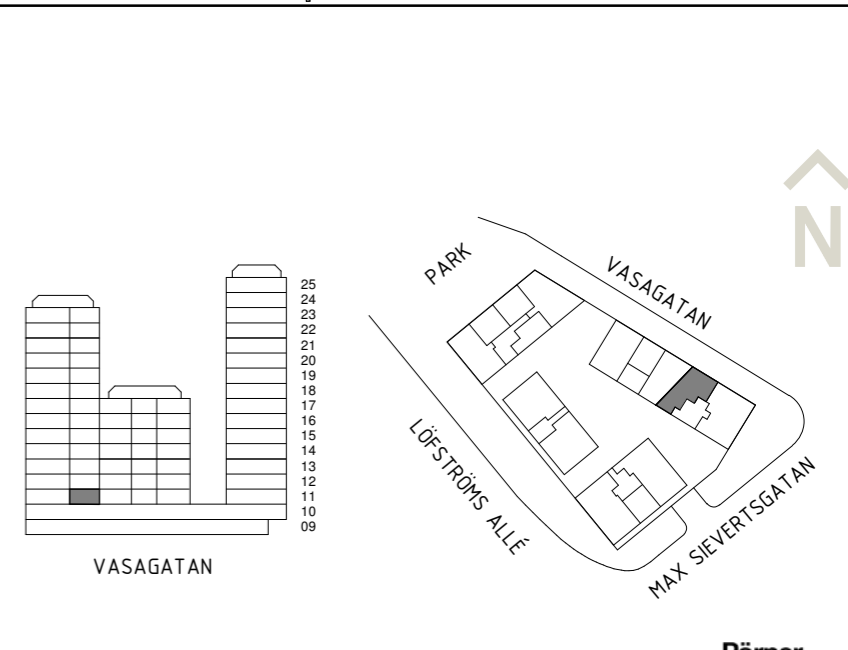 N
PARK
VASAGATAN
25
24
23
22
21
20
19
18
17
16
15
14
13
12
11
10
09
LÖFSTRÖMS ALLÉ
MAX SIEVERTSGATAN
VASAGATAN